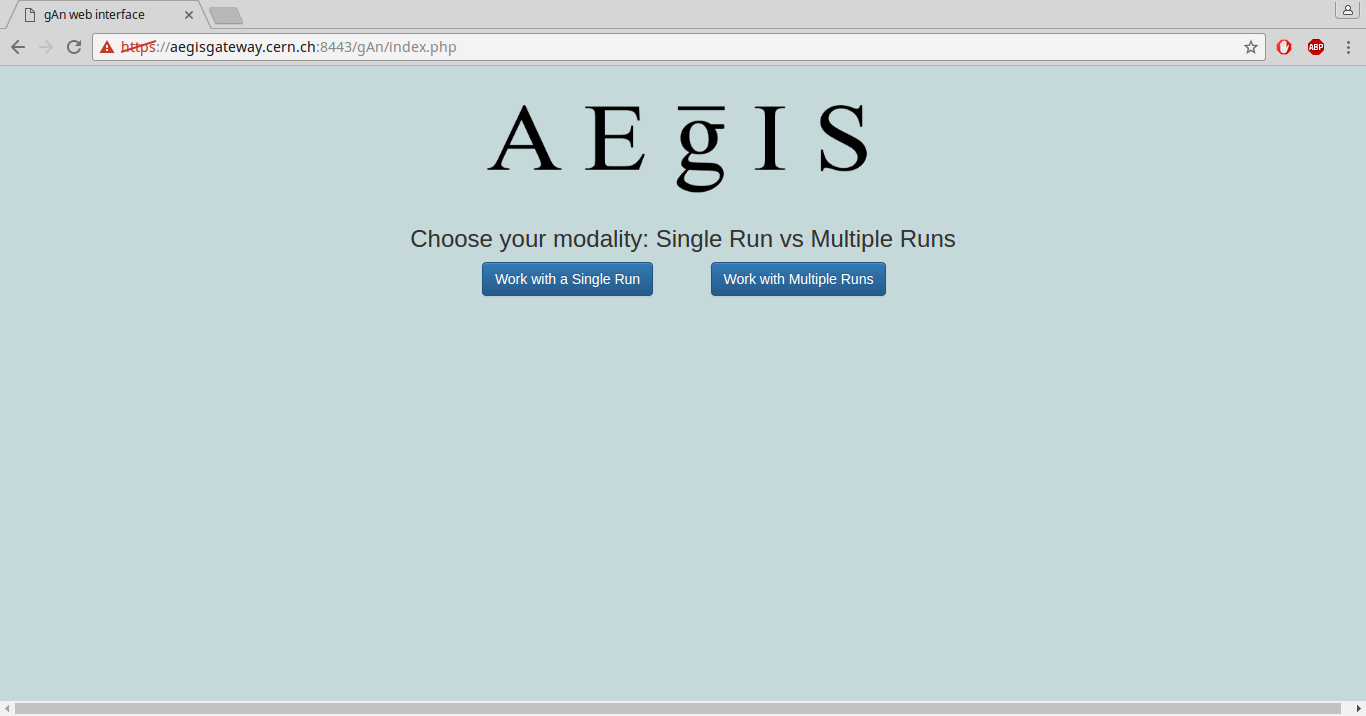 gAn web interface
https://aegisgateway.cern.ch:8443/gAn/index.php
ABP
A E ḡ I S
Choose your modality: Single Run vs Multiple Runs
Work with a Single Run Work with Multiple Runs